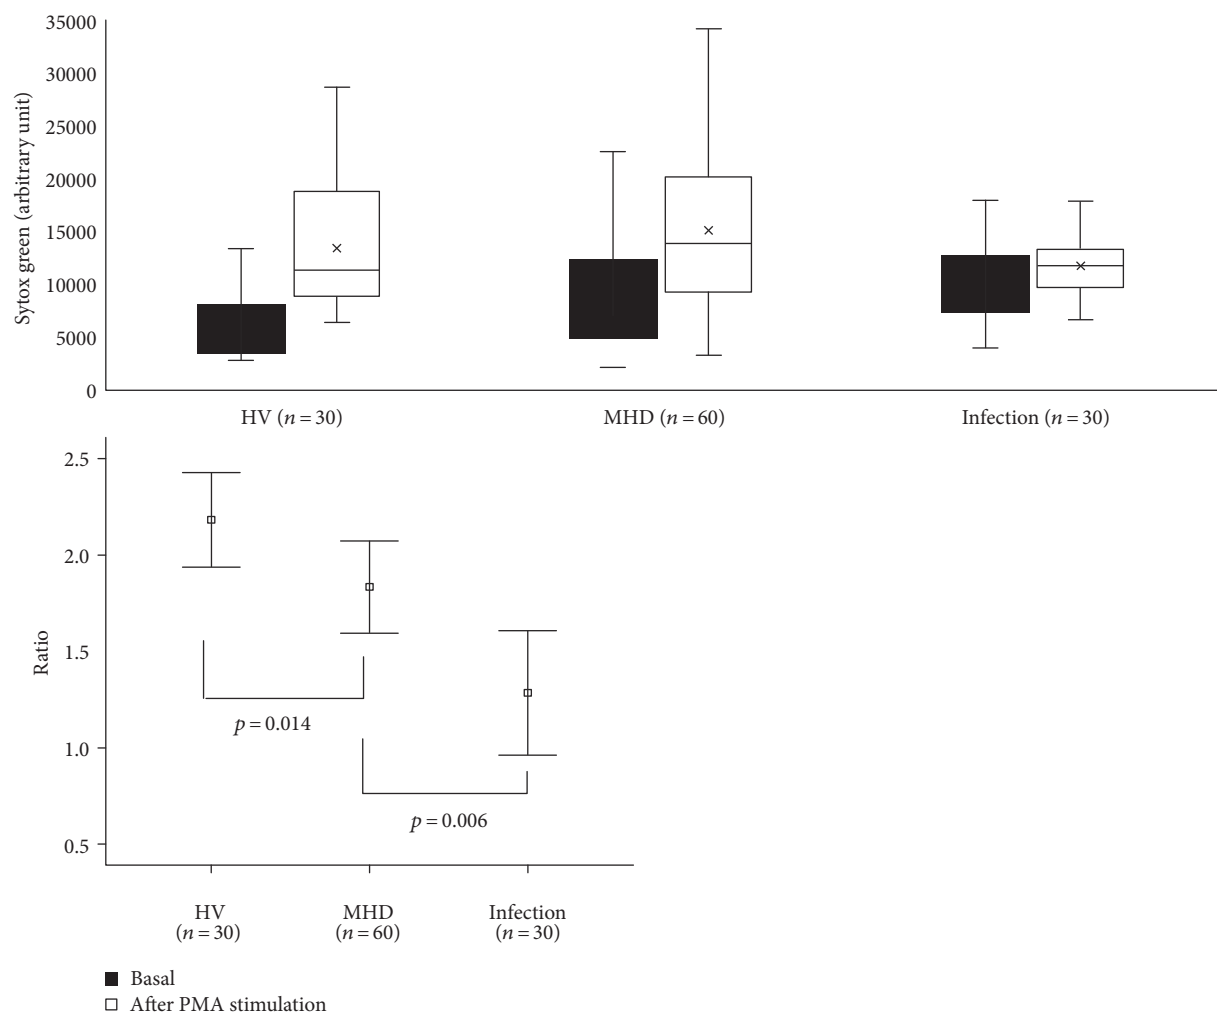 35000
30000
25000
20000
15000
10000
5000
0
Sytox green (arbitrary unit)
HV (n = 30)
MHD (n = 60)
Infection (n = 30)
2.5
2.0
1.5
1.0
0.5
Ratio
p = 0.014
p = 0.006
HV
(n = 30)
MHD
(n = 60)
Infection
(n = 30)
Basal
After PMA stimulation